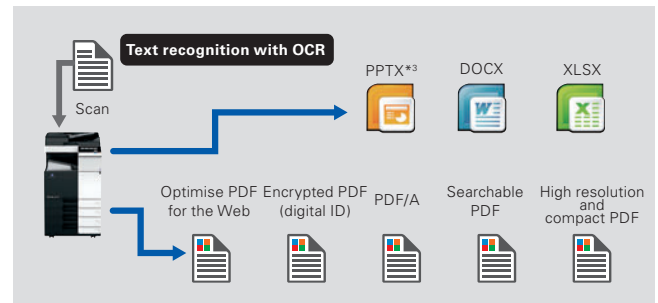 Text recognition with OCR
Scan
PPTX*3
DOCX
XLSX
Optimise PDF
for the Web
Encrypted PDF
(digital ID)
PDF/A
Searchable
PDF
High resolution
and
compact PDF